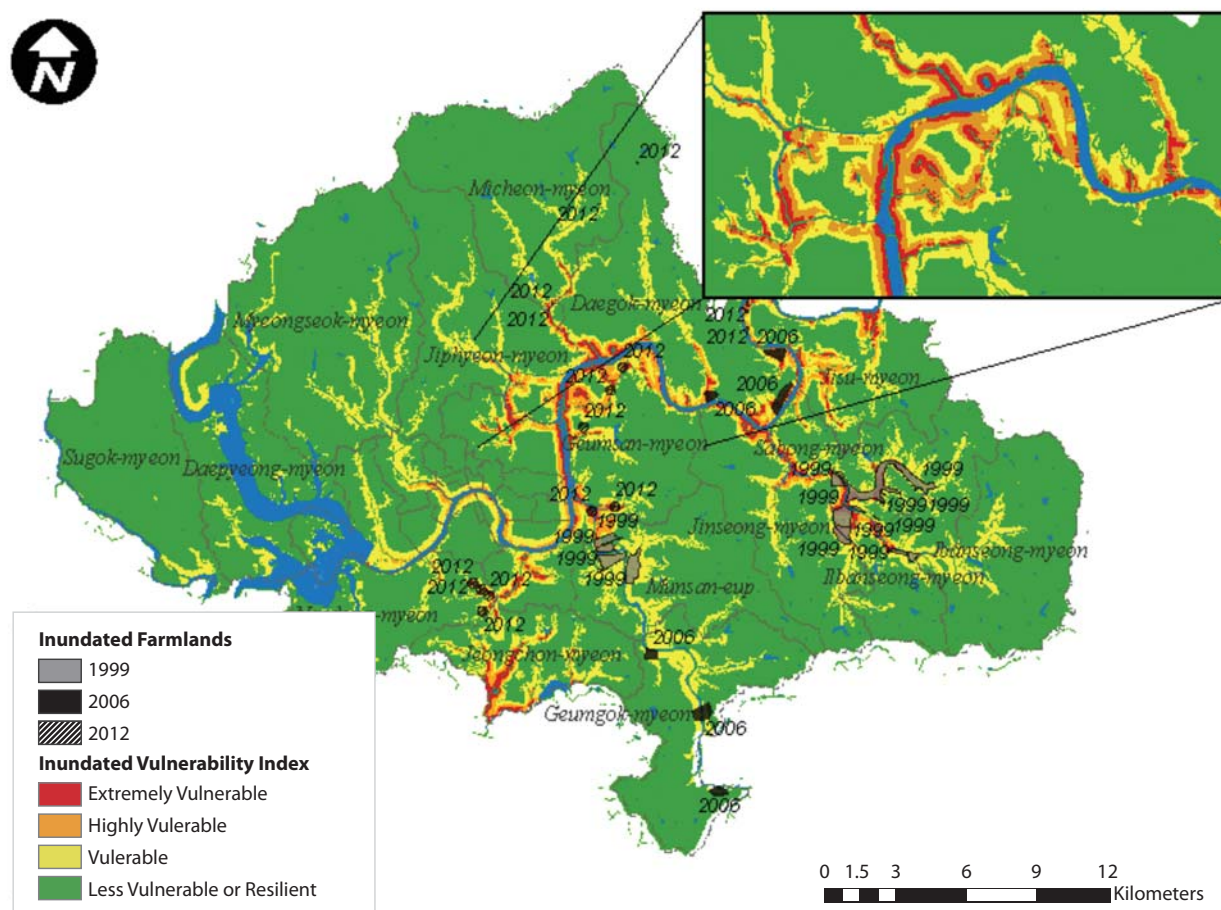 N
2012
Micheon-myeon
2012
2012
Daegok-myeon
2012
2012
2012
2006
Myeongseok-myeon
Jiphyeon-myeon
2012
2012
2006
Jisu-myeon
2006
2012
Geumsan-myeon
Sabong-myeon
Sugok-myeon
Daepyeong-myeon
1999
1999
1999
1999
1999
2012
2012
1999
Jinseong-myeon
1999
1999
1999
1999
1999
Ibanseong-myeon
Ilbanseong-myeon
1999
1999
2012
2012
2012
Munsan-eup
2012
2006
Jeongchon-myeon
Geumgok-myeon
2006
2006
Inundated Farmlands
1999
2006
2012
Inundated Vulnerability Index
Extremely Vulnerable
Highly Vulerable
Vulerable
Less Vulnerable or Resilient
0 1.5 3 6 9 12
Kilometers